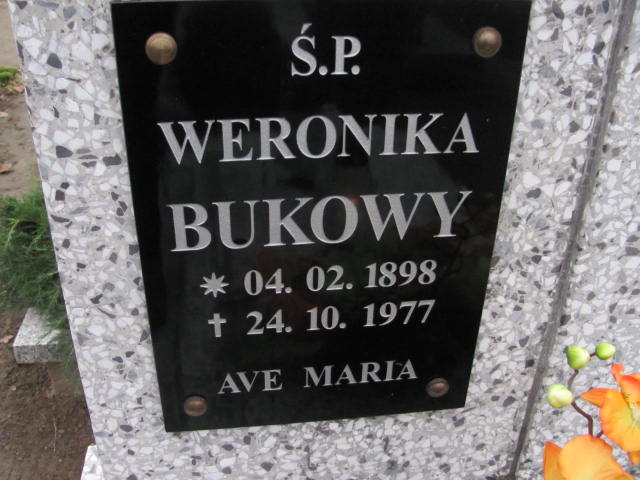 Ś.P.
WERONIKA
BUKOWY
* 04. 02. 1898
† 24. 10. 1977
AVE MARIA